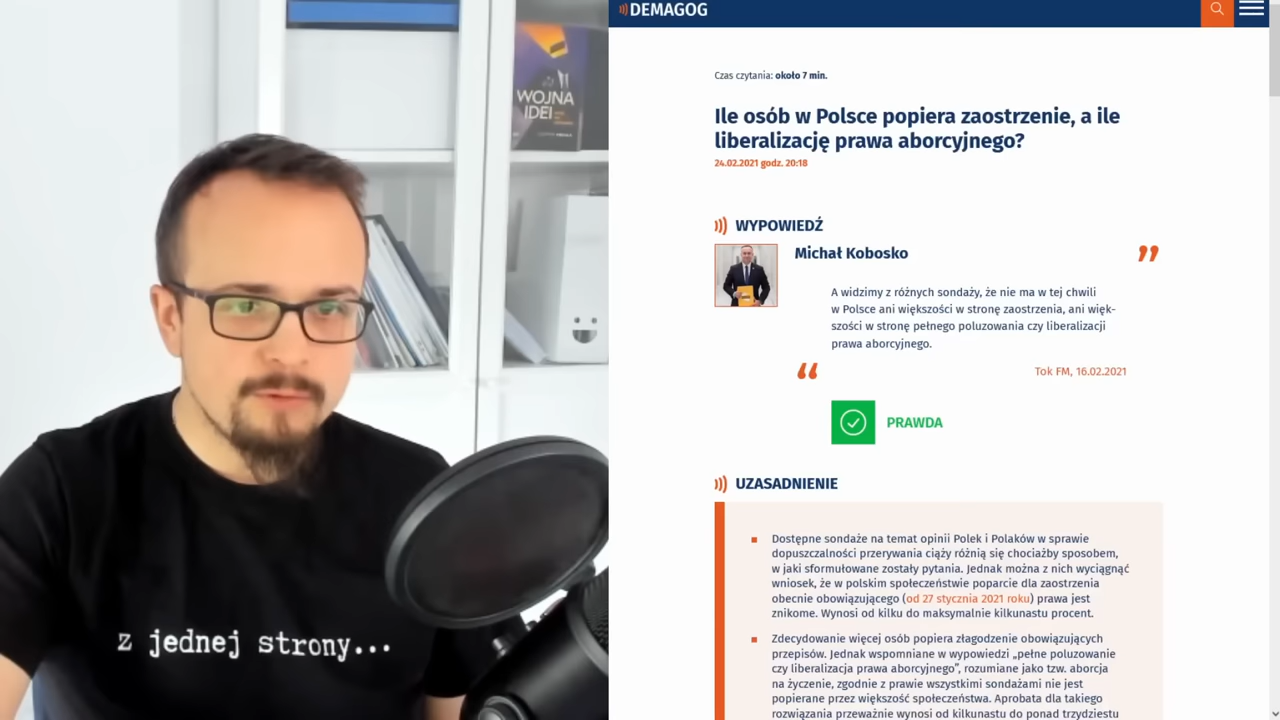 WOJNA
IDEI
z jednej strony...
DEMAGOG
Czas czytania: około 7 min.
Ile osób w Polsce popiera zaostrzenie, a ile
liberalizację prawa aborcyjnego?
24.02.2021 godz. 20:18
WYPOWIEDŹ
Michał Kobosko
A widzimy z różnych sondaży, że nie ma w tej chwili
w Polsce ani większości w stronę zaostrzenia, ani więk-
szości w stronę pełnego poluzowania czy liberalizacji
prawa aborcyjnego.
Tok FM, 16.02.2021
PRAWDA
UZASADNIENIE
Dostępne sondaże na temat opinii Polek i Polaków w sprawie
dopuszczalności przerywania ciąży różnią się chociażby sposobem,
w jaki sformułowane zostały pytania. Jednak można z nich wyciągnąć
wniosek, że w polskim społeczeństwie poparcie dla zaostrzenia
obecnie obowiązującego (od 27 stycznia 2021 roku) prawa jest
znikome. Wynosi od kilku do maksymalnie kilkunastu procent.
Zdecydowanie więcej osób popiera złagodzenie obowiązujących
przepisów. Jednak wspomniane w wypowiedzi „pełne poluzowanie
czy liberalizacja prawa aborcyjnego”, rozumiane jako tzw. aborcja
na życzenie, zgodnie z prawie wszystkimi sondażami nie jest
popierane przez większość społeczeństwa. Aprobata dla takiego
rozwiązania przeważnie wynosi od kilkunastu do ponad trzydziestu